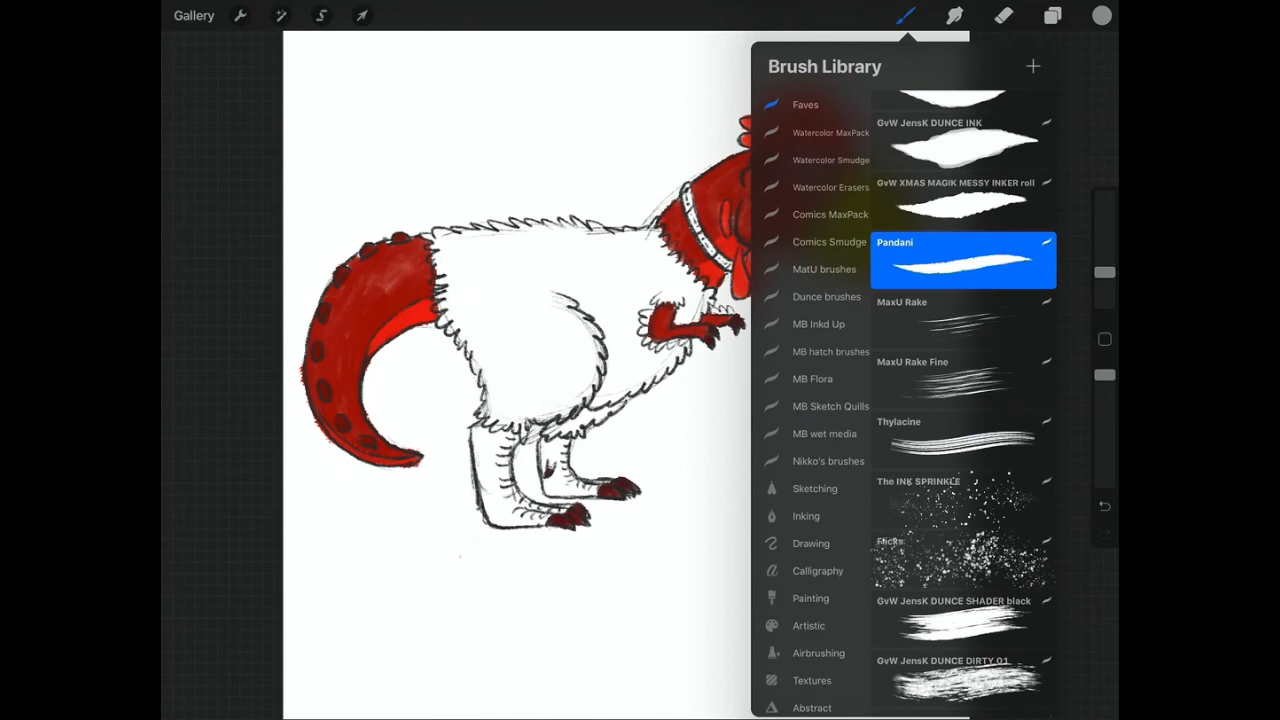 Gallery
Brush Library
Faves
Watercolor MaxPack
Watercolor Smudge
Watercolor Erasers
Comics MaxPack
Comics Smudge
MatU brushes
Dunce brushes
MB Inkd Up
MB hatch brushes
MB Flora
MB Sketch Quills
MB wet media
Nikko's brushes
Sketching
Inking
Drawing
Calligraphy
Painting
Artistic
Airbrushing
Textures
Abstract
GvW JensK DUNCE INK
GvW XMAS MAGIK MESSY INKER roll
Pandani
MaxU Rake
MaxU Rake Fine
Thylacine
The INK SPRINKLE
Flicks
GvW JensK DUNCE SHADER black
GvW JensK DUNCE DIRTY 01